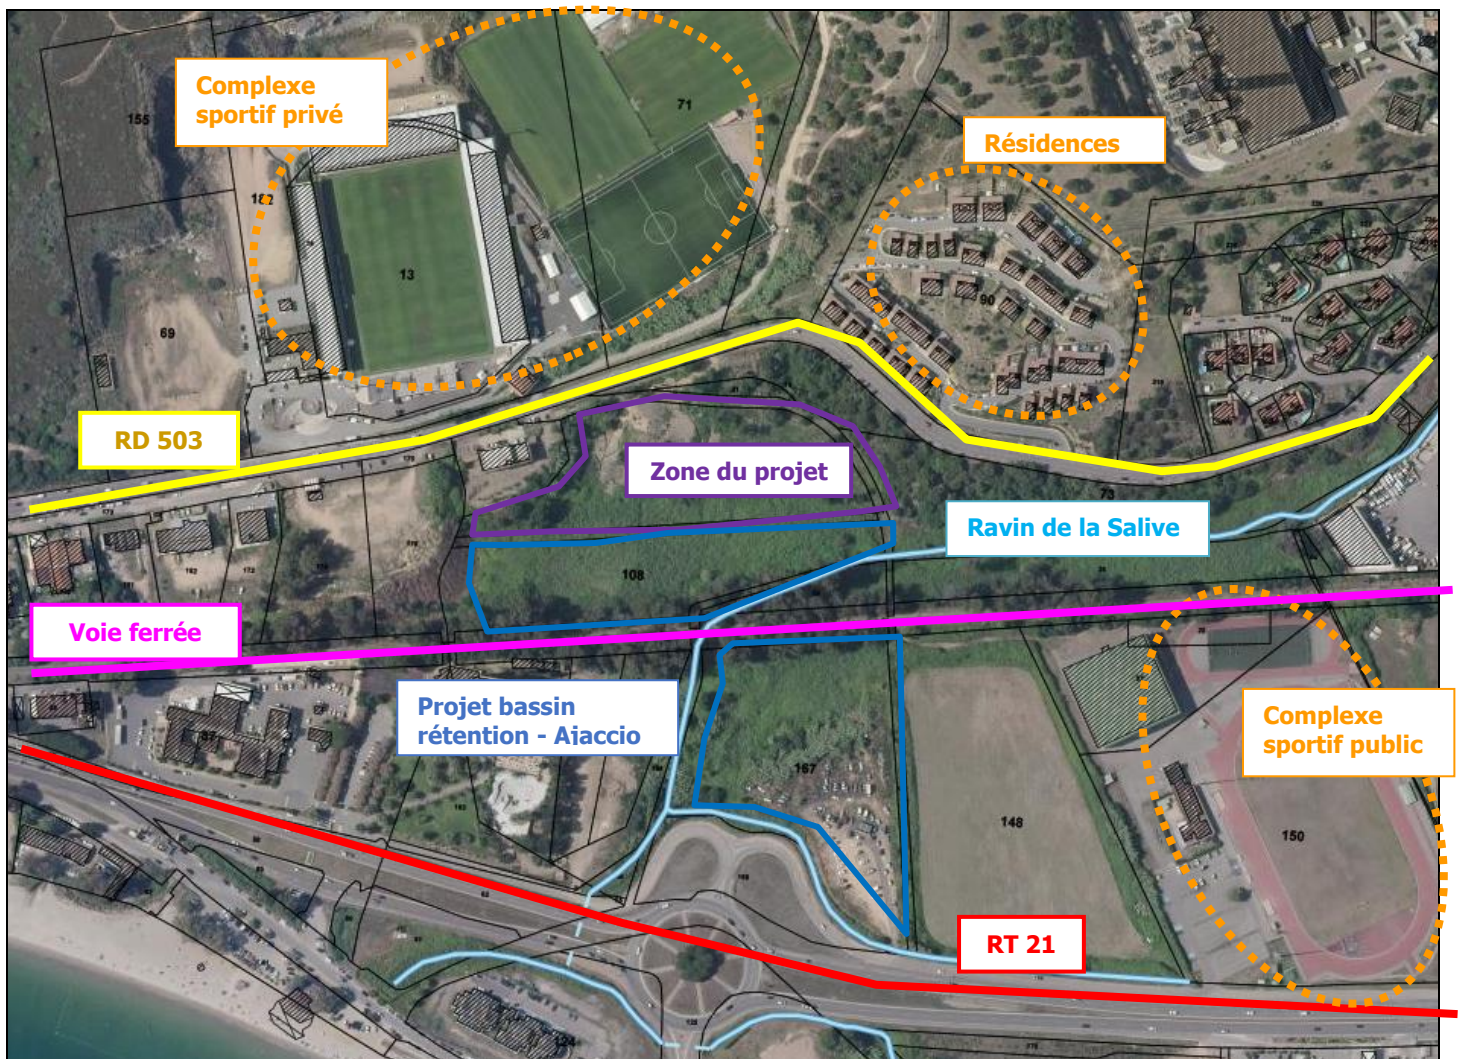 Complexe
sportif privé
155
71
Résidences
182
13
69
90
RD 503
Zone du projet
73
Ravin de la Salive
108
Voie ferrée
Projet bassin
rétention - Ajaccio
167
Complexe
sportif public
148
150
RT 21